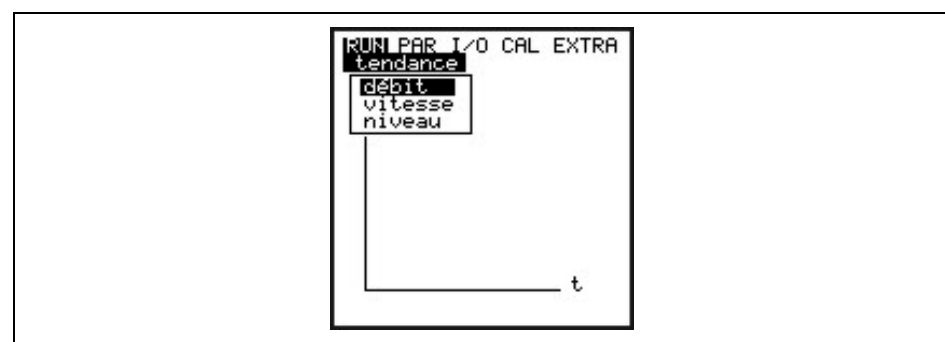 RUN PAR I/O CAL EXTRA
tendance
débit
vitesse
niveau
t